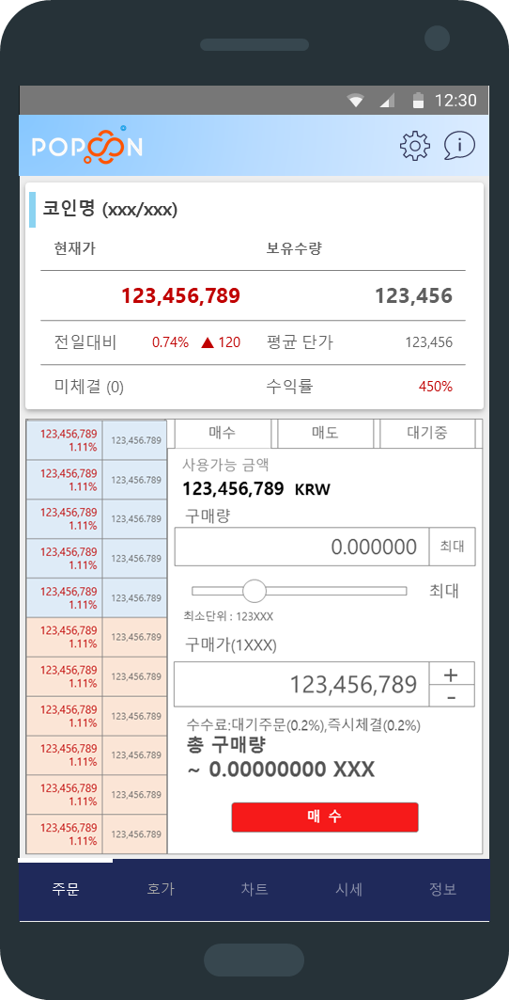 12:30
POPCON
코인명 (xxx/xxx)
현재가 보유수량
123,456,789 123,456
전일대비 0.74% ▲ 120 평균 단가 123,456
미체결 (0) 수익률 450%
매수 매도 대기중
사용가능 금액
123,456,789 KRW
구매량
0.000000 최대
최대
최소단위 : 123XXX
구매가(1XXX)
123,456,789 + -
수수료:대기주문(0.2%),즉시체결(0.2%)
총 구매량
~ 0.00000000 XXX
매 수
123,456,789 123,456.789
1.11%
123,456,789 123,456.789
1.11%
123,456,789 123,456.789
1.11%
123,456,789 123,456.789
1.11%
123,456,789 123,456.789
1.11%
123,456,789 123,456.789
1.11%
123,456,789 123,456.789
1.11%
123,456,789 123,456.789
1.11%
123,456,789 123,456.789
1.11%
123,456,789 123,456.789
1.11%
123,456,789 123,456.789
1.11%
주문 호가 차트 시세 정보